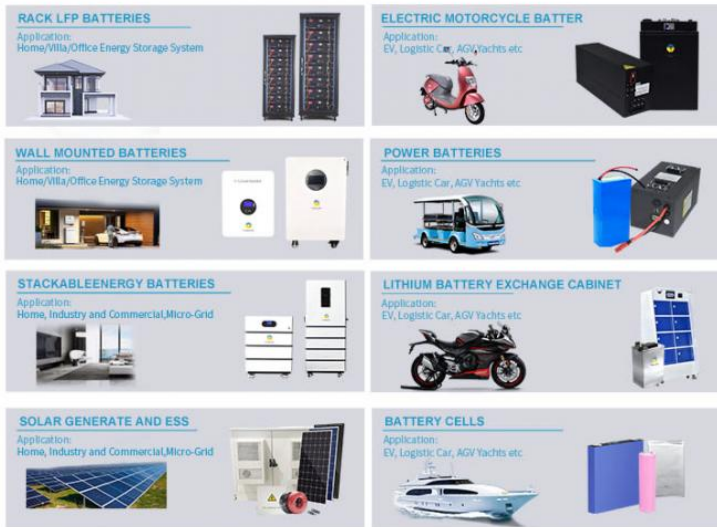 RACK LFP BATTERIES
Application:
Home/Villa/Office Energy Storage System
ELECTRIC MOTORCYCLE BATTER
Application:
EV, Logistic Car, AGV Yachts etc
WALL MOUNTED BATTERIES
Application:
Home/Villa/Office Energy Storage System
POWER BATTERIES
Application:
EV, Logistic Car, AGV Yachts etc
STACKABLEENERGY BATTERIES
Application:
Home, Industry and Commercial,Micro-Grid
LITHIUM BATTERY EXCHANGE CABINET
Application:
EV, Logistic Car, AGV Yachts etc
SOLAR GENERATE AND ESS
Application:
Home, Industry and Commercial,Micro-Grid
BATTERY CELLS
Application:
EV, Logistic Car, AGV Yachts etc